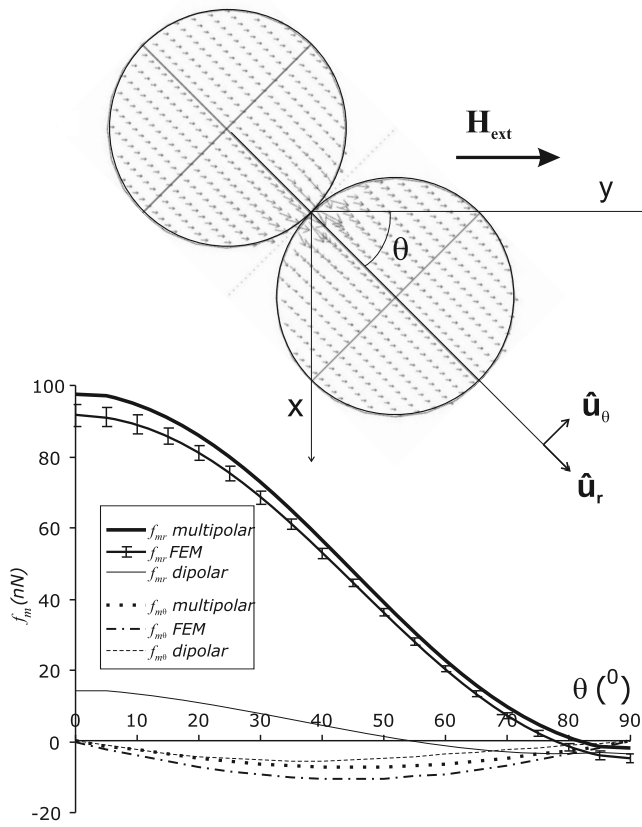 H_ext
y
θ
x
û_θ
û_r
100
80
60
40
20
0
-20
f_m (nN)
f_mr multipolar
f_mr FEM
f_mr dipolar
f_mθ multipolar
f_mθ FEM
f_mθ dipolar
θ (⁰)
0 10 20 30 40 50 60 70 80 90